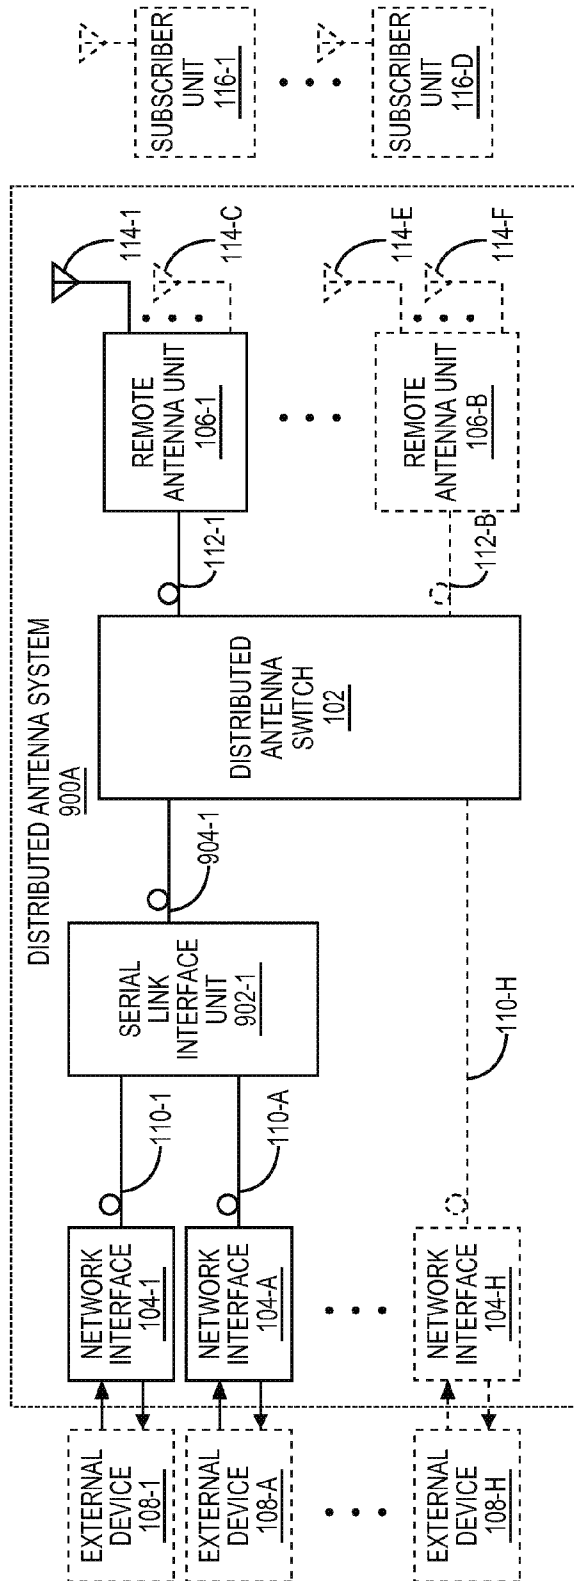 DISTRIBUTED ANTENNA SYSTEM
900A
EXTERNAL
DEVICE
108-1
EXTERNAL
DEVICE
108-A
EXTERNAL
DEVICE
108-H
NETWORK
INTERFACE
104-1
NETWORK
INTERFACE
104-A
NETWORK
INTERFACE
104-H
110-1
110-A
110-H
SERIAL
LINK
INTERFACE
UNIT
902-1
904-1
DISTRIBUTED
ANTENNA
SWITCH
102
112-1
112-B
REMOTE
ANTENNA UNIT
106-1
REMOTE
ANTENNA UNIT
106-B
114-1
114-C
114-E
114-F
SUBSCRIBER
UNIT
116-1
SUBSCRIBER
UNIT
116-D